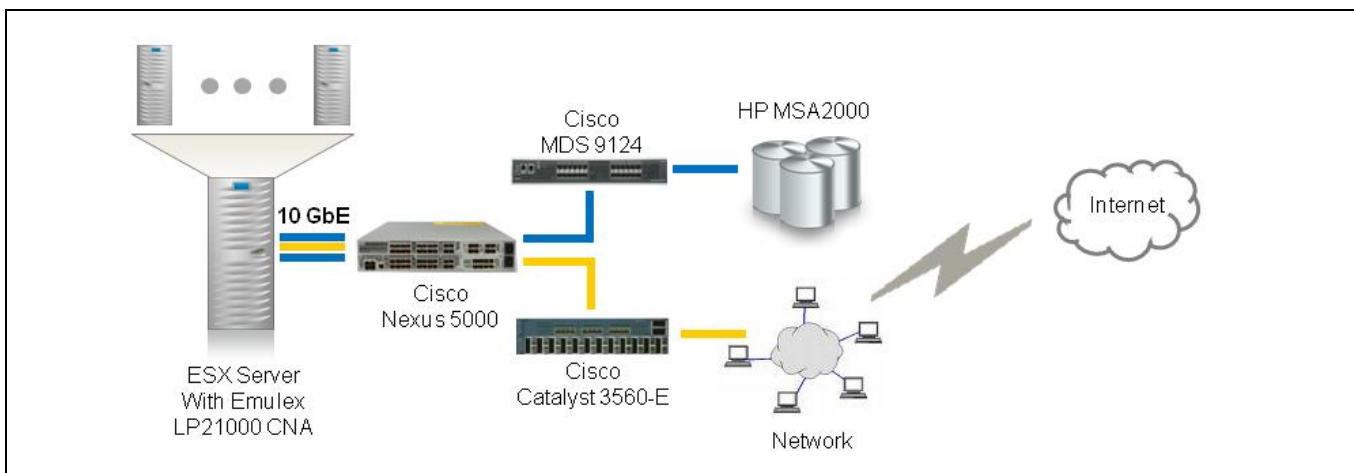 Cisco
MDS 9124
HP MSA2000
10 GbE
Internet
Cisco
Nexus 5000
Cisco
Catalyst 3560-E
ESX Server
With Emulex
LP21000 CNA
Network